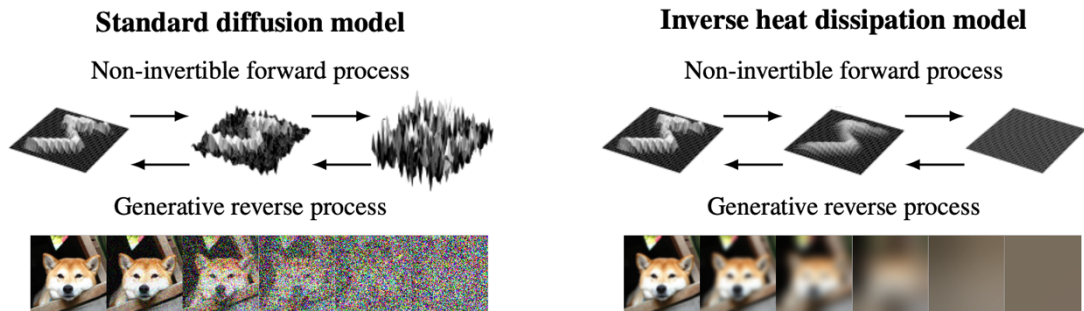 Standard diffusion model
Non-invertible forward process
Generative reverse process
Inverse heat dissipation model
Non-invertible forward process
Generative reverse process